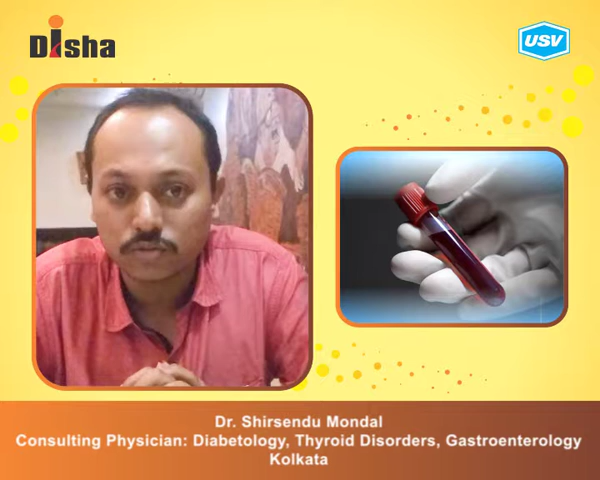 Disha
USV
Dr. Shirsendu Mondal
Consulting Physician: Diabetology, Thyroid Disorders, Gastroenterology
Kolkata